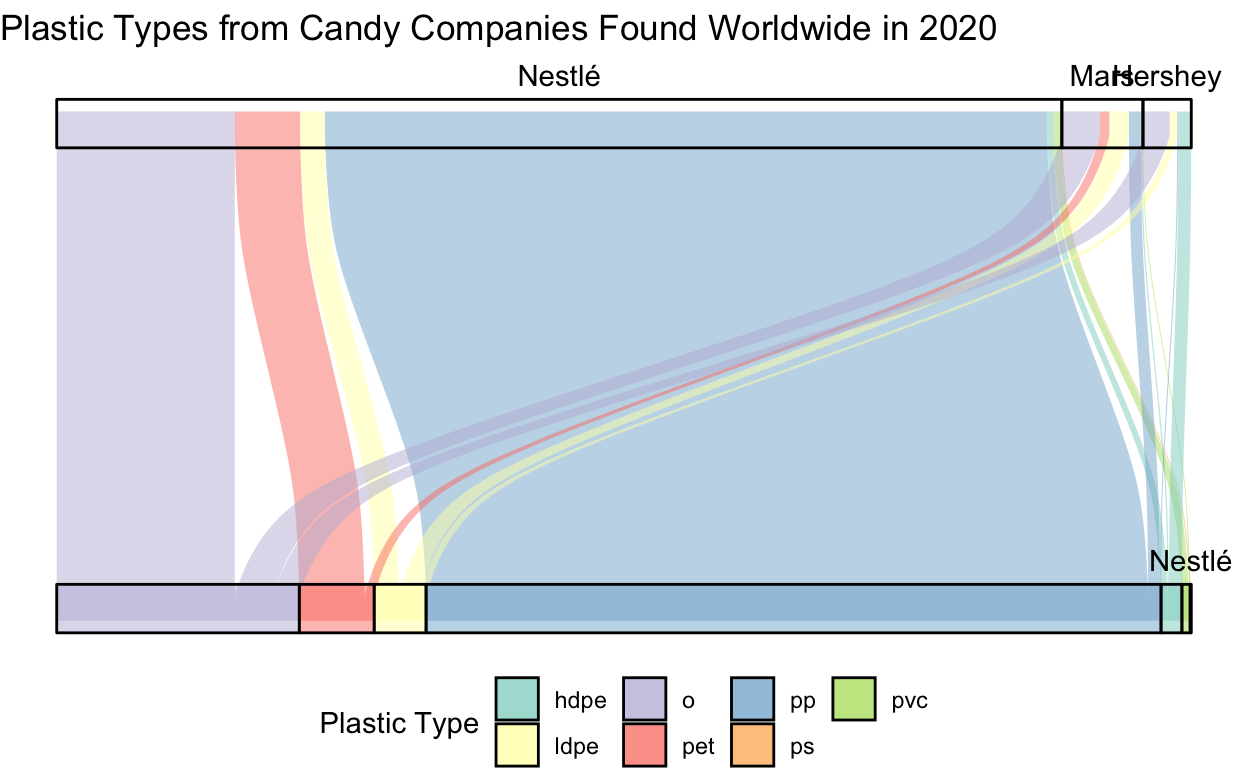 Plastic Types from Candy Companies Found Worldwide in 2020
Nestlé Mars Hershey
Nestlé
Plastic Type
hdpe o pp pvc
ldpe pet ps